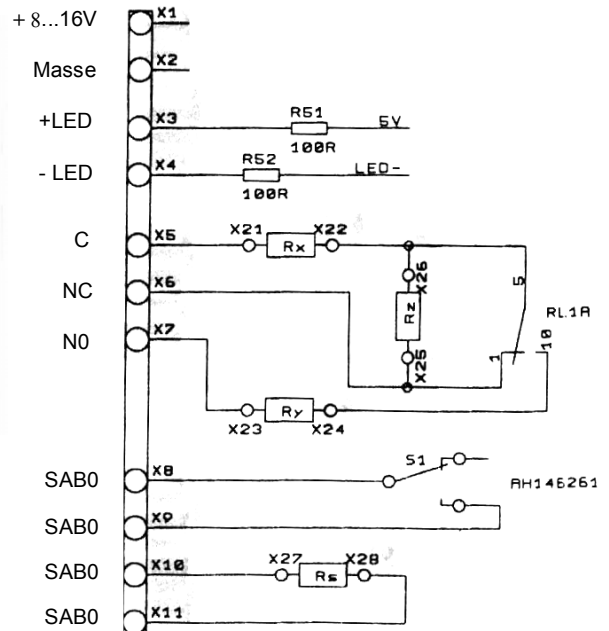 + 8...16V X1
Masse X2
+LED X3 R51 100R 5V
- LED X4 R52 100R LED-
C X5 X21 Rx X22
NC X6 X26 Rz X25 5 1 10 RL1A
N0 X7 X23 Ry X24
SAB0 X8 S1 AH146261
SAB0 X9
SAB0 X10 X27 Rs X28
SAB0 X11